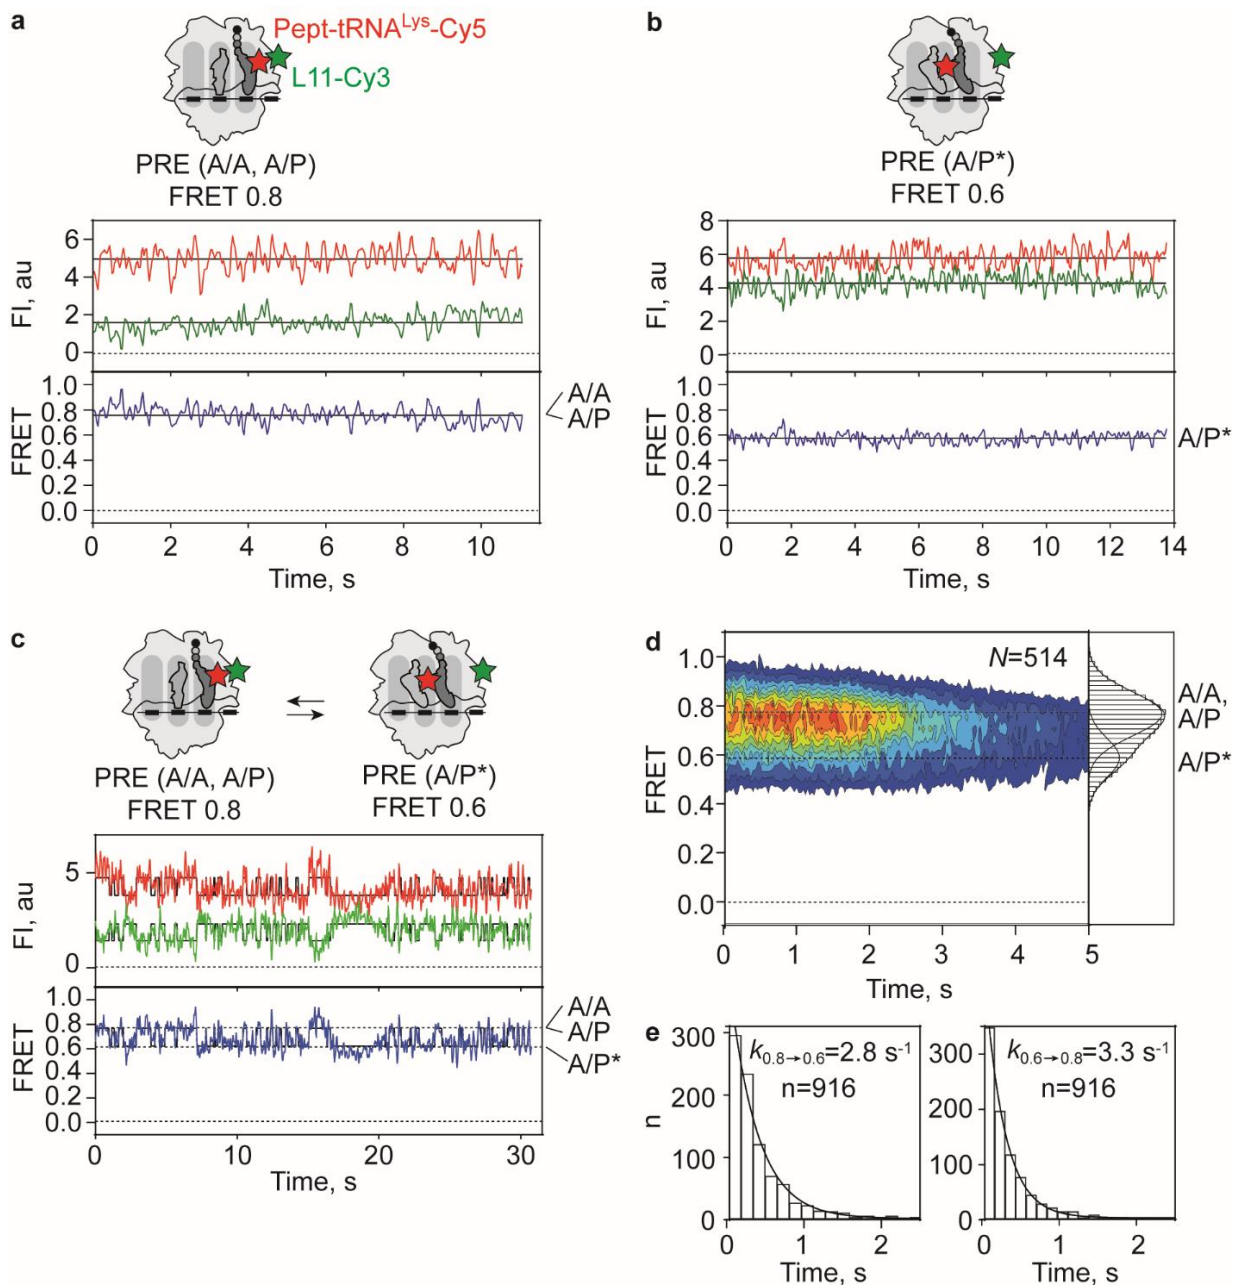 a
Pept-tRNA^Lys-Cy5
L11-Cy3
PRE (A/A, A/P)
FRET 0.8
FI, au
6
4
2
0
FRET
1.0
0.8
0.6
0.4
0.2
0.0
A/A
A/P
0 2 4 6 8 10
Time, s
b
PRE (A/P*)
FRET 0.6
FI, au
8
6
4
2
0
FRET
1.0
0.8
0.6
0.4
0.2
0.0
A/P*
0 2 4 6 8 10 12 14
Time, s
c
PRE (A/A, A/P)
FRET 0.8
PRE (A/P*)
FRET 0.6
FI, au
5
0
FRET
1.0
0.8
0.6
0.4
0.2
0.0
A/A
A/P
A/P*
0 10 20 30
Time, s
d
N=514
FRET
1.0
0.8
0.6
0.4
0.2
0.0
A/A,
A/P
A/P*
0 1 2 3 4 5
Time, s
e
n
300
200
100
0
k0.8→0.6=2.8 s-1
n=916
0 1 2
Time, s
300
200
100
0
k0.6→0.8=3.3 s-1
n=916
0 1 2
Time, s